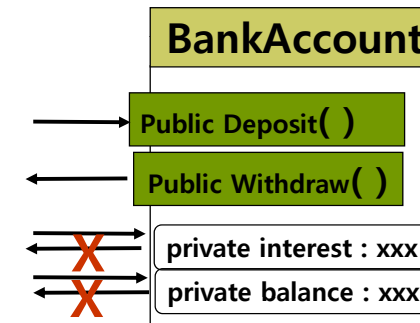 BankAccount
Public Deposit( )
Public Withdraw( )
private interest : xxx
private balance : xxx
X
X